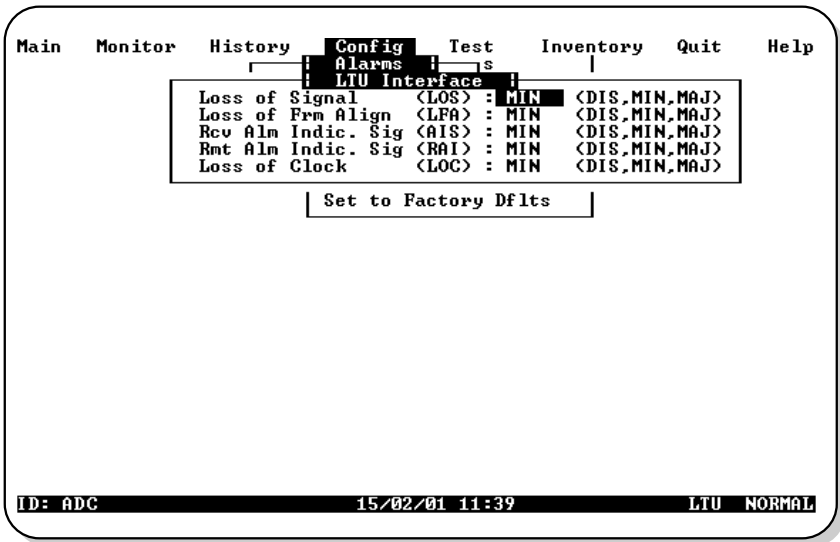 Main Monitor History Config Test Inventory Quit Help
Alarms s
LTU Interface
Loss of Signal (LOS) : MIN (DIS,MIN,MAJ)
Loss of Frm Align (LFA) : MIN (DIS,MIN,MAJ)
Rcv Alm Indic. Sig (AIS) : MIN (DIS,MIN,MAJ)
Rmt Alm Indic. Sig (RAI) : MIN (DIS,MIN,MAJ)
Loss of Clock (LOC) : MIN (DIS,MIN,MAJ)
Set to Factory Dflts
ID: ADC 15/02/01 11:39 LTU NORMAL